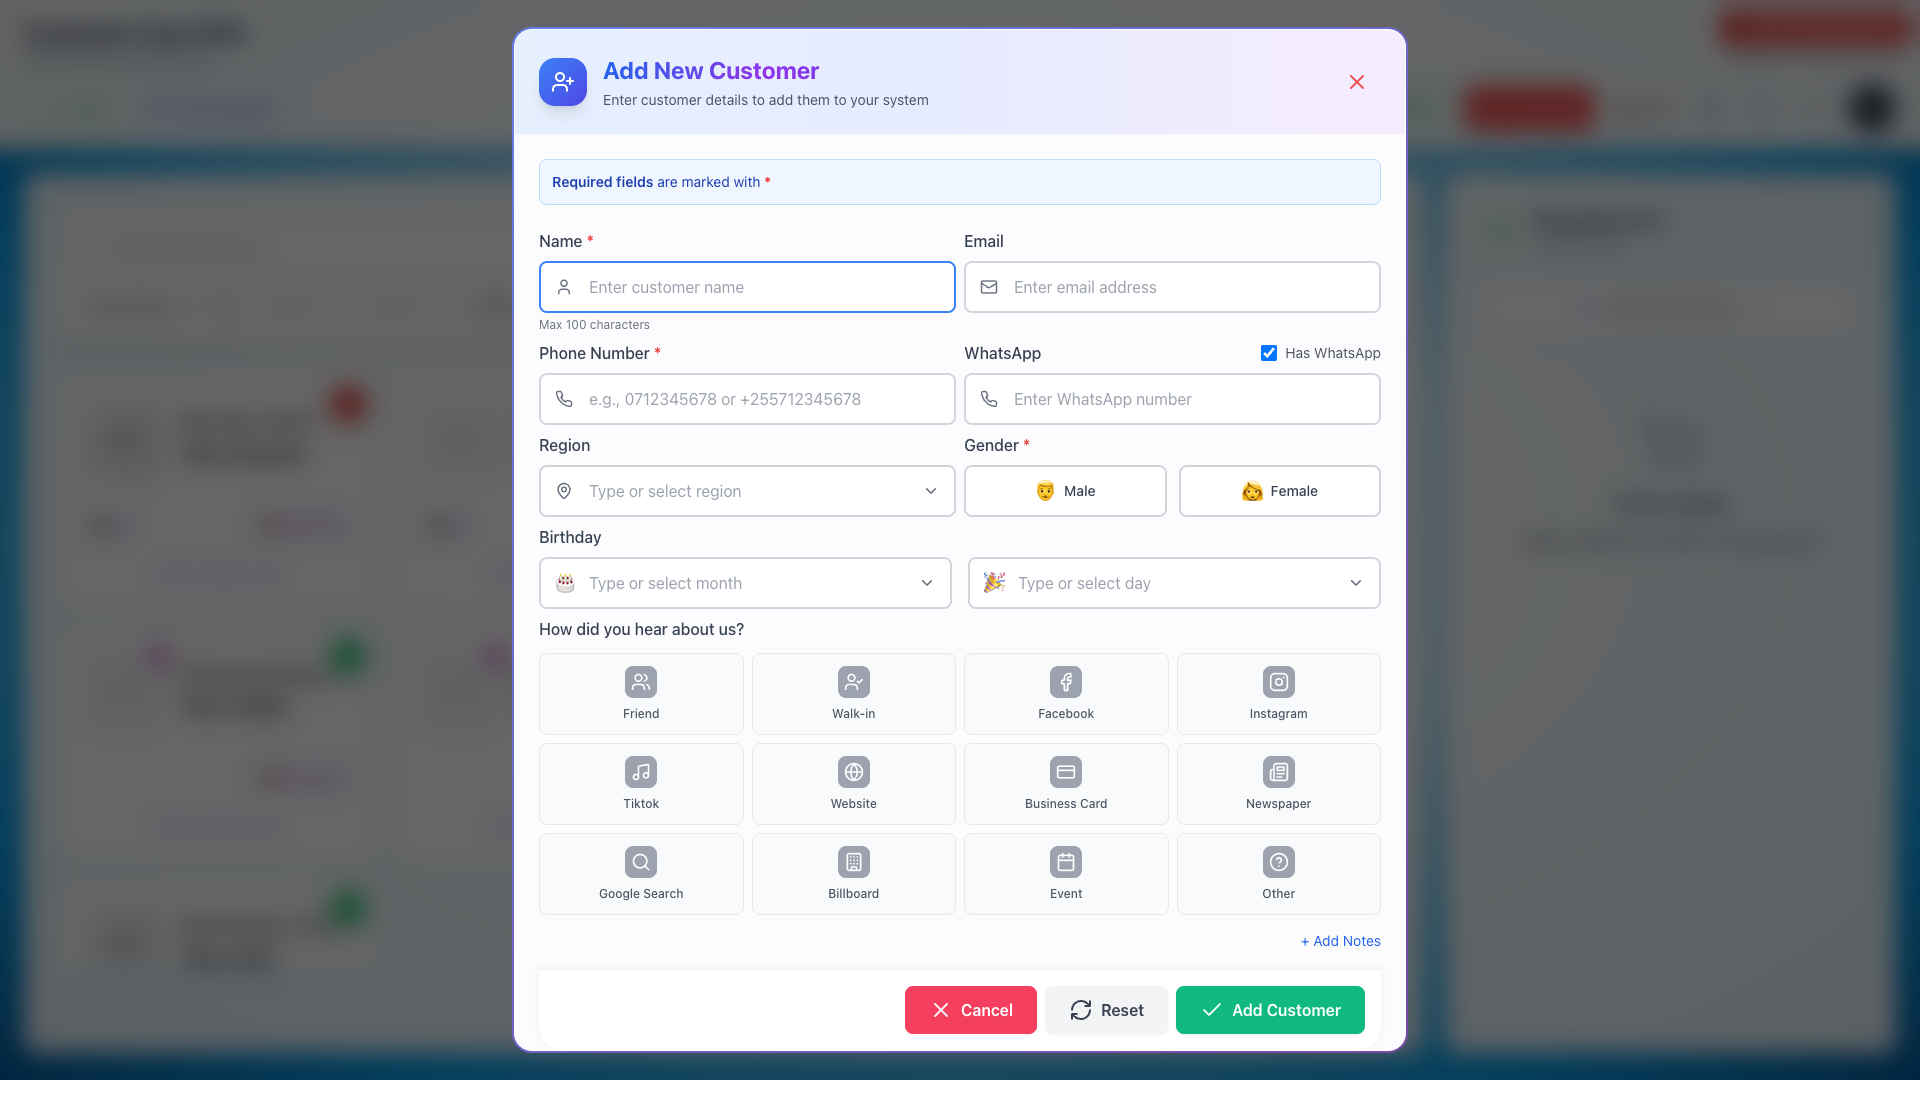 Add New Customer
Enter customer details to add them to your system
Required fields are marked with *
Name *
Email
Enter customer name
Enter email address
Max 100 characters
Phone Number *
WhatsApp
Has WhatsApp
e.g., 0712345678 or +255712345678
Enter WhatsApp number
Region
Gender *
Type or select region
Male
Female
Birthday
Type or select month
Type or select day
How did you hear about us?
Friend
Walk-in
Facebook
Instagram
Tiktok
Website
Business Card
Newspaper
Google Search
Billboard
Event
Other
+ Add Notes
Cancel
Reset
Add Customer